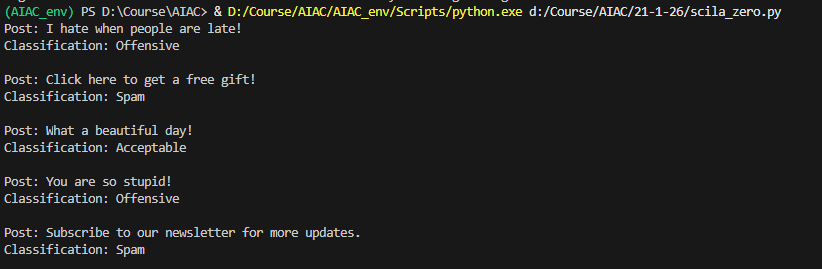 (AIAC_env) PS D:\Course\AIAC> & D:/Course/AIAC/AIAC_env/Scripts/python.exe d:/Course/AIAC/21-1-26/scila_zero.py
Post: I hate when people are late!
Classification: Offensive
Post: Click here to get a free gift!
Classification: Spam
Post: What a beautiful day!
Classification: Acceptable
Post: You are so stupid!
Classification: Offensive
Post: Subscribe to our newsletter for more updates.
Classification: Spam